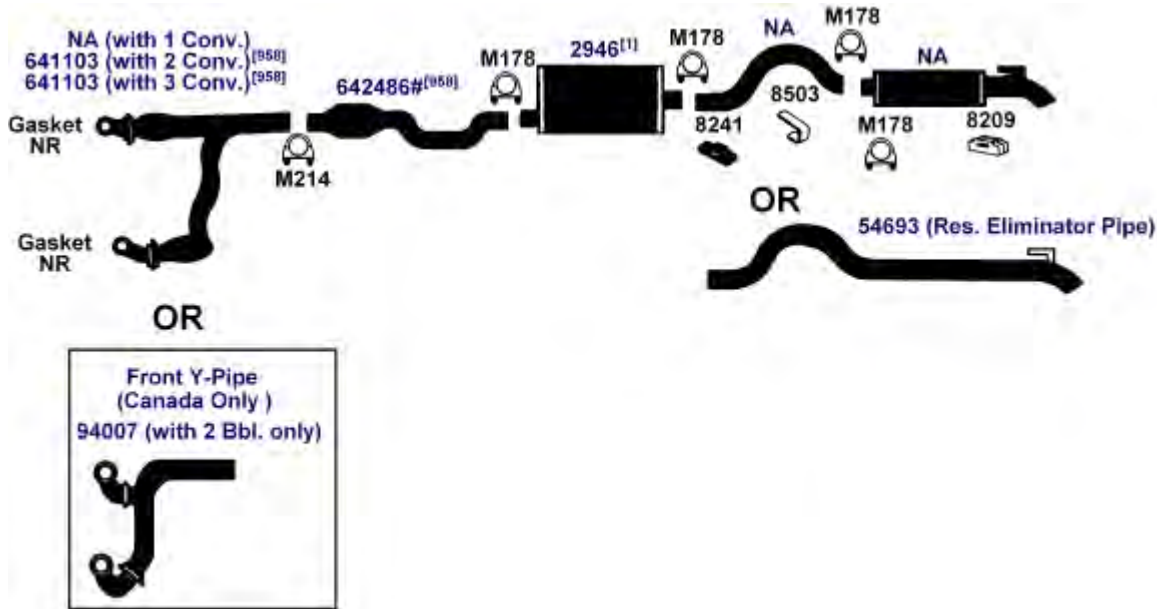 NA (with 1 Conv.)
641103 (with 2 Conv.)[958]
641103 (with 3 Conv.)[958]
642486#[958]
M178
2946[1]
M178
NA
M178
NA
Gasket
NR
M214
8241
8503
M178
8209
Gasket
NR
OR
54693 (Res. Eliminator Pipe)
OR
Front Y-Pipe
(Canada Only )
94007 (with 2 Bbl. only)